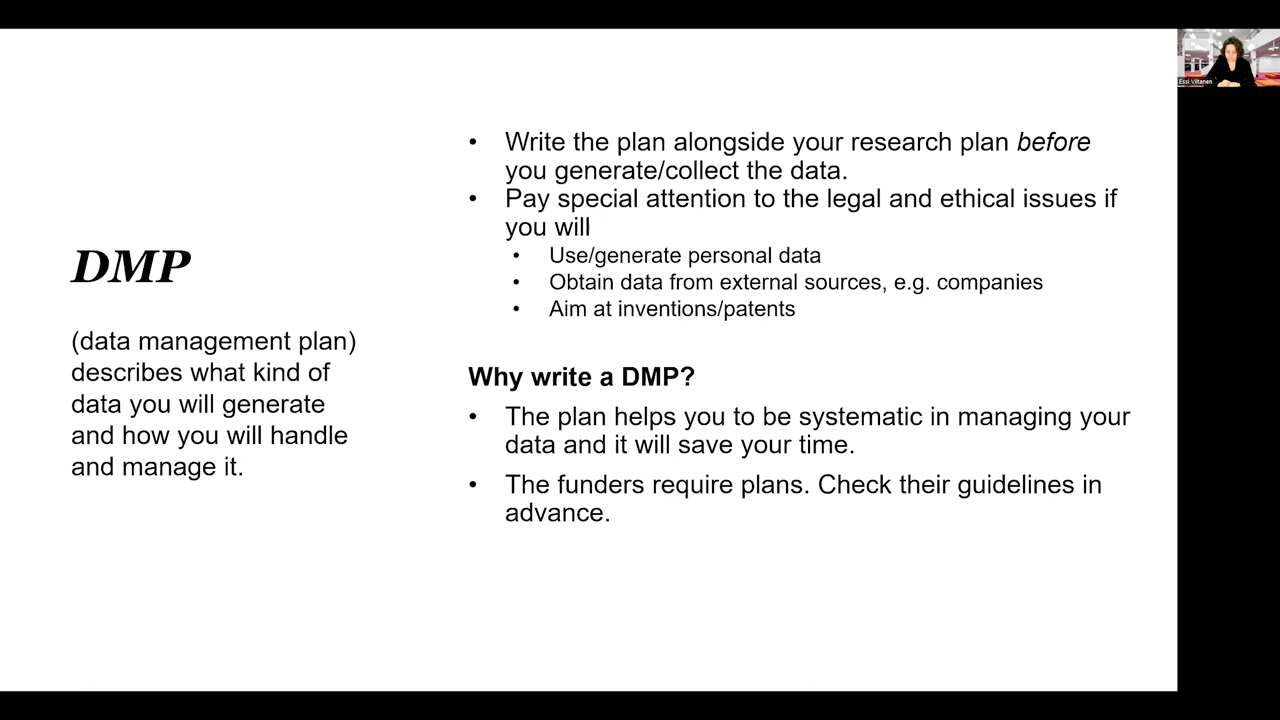 DMP
(data management plan)
describes what kind of
data you will generate
and how you will handle
and manage it.
• Write the plan alongside your research plan before
you generate/collect the data.
• Pay special attention to the legal and ethical issues if
you will
• Use/generate personal data
• Obtain data from external sources, e.g. companies
• Aim at inventions/patents
Why write a DMP?
• The plan helps you to be systematic in managing your
data and it will save your time.
• The funders require plans. Check their guidelines in
advance.
Essi Viitanen